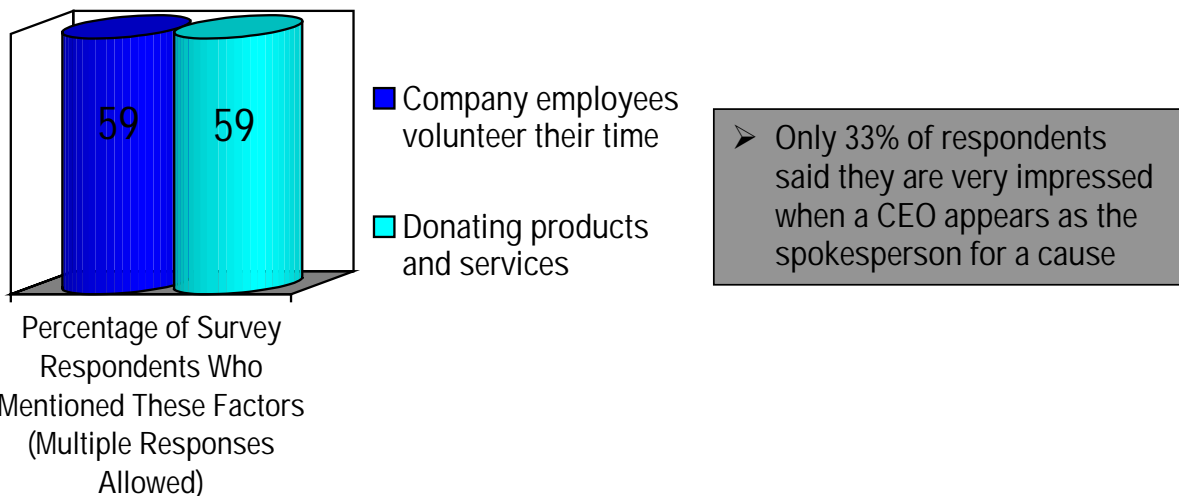 59
59
Company employees
volunteer their time
Donating products
and services
➢ Only 33% of respondents
said they are very impressed
when a CEO appears as the
spokesperson for a cause
Percentage of Survey
Respondents Who
Mentioned These Factors
(Multiple Responses
Allowed)